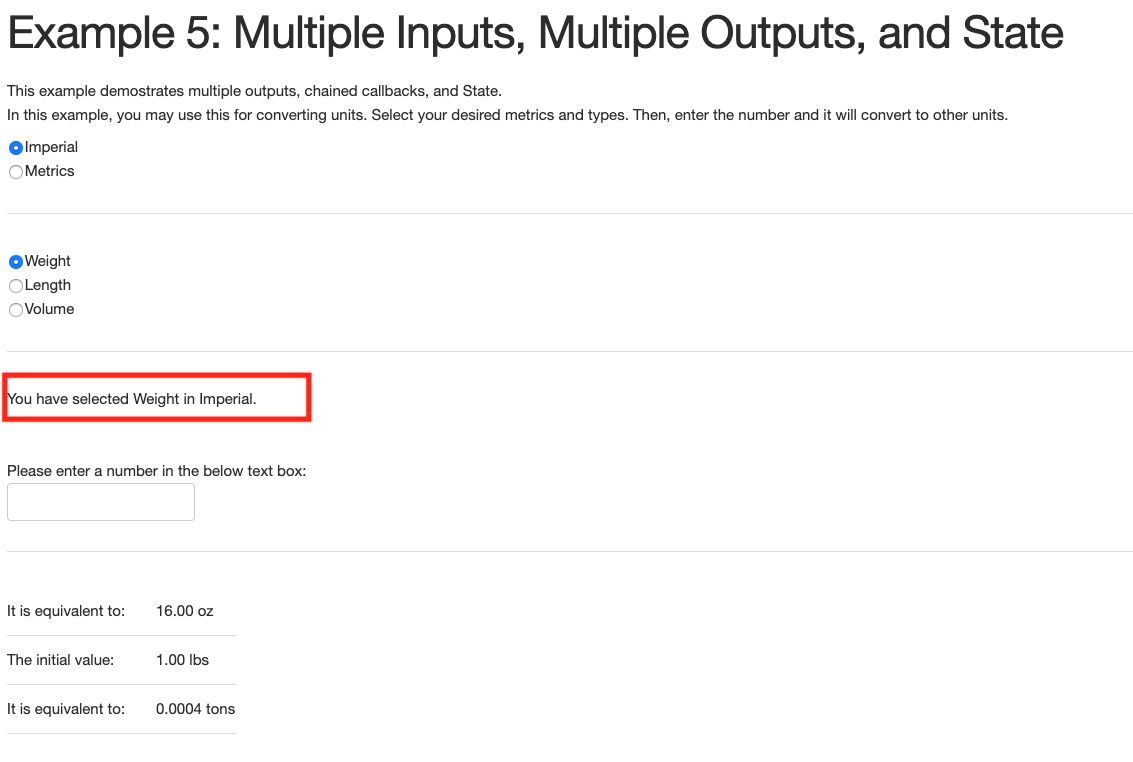 Example 5: Multiple Inputs, Multiple Outputs, and State
This example demostrates multiple outputs, chained callbacks, and State.
In this example, you may use this for converting units. Select your desired metrics and types. Then, enter the number and it will convert to other units.
Imperial
Metrics
Weight
Length
Volume
You have selected Weight in Imperial.
Please enter a number in the below text box:
It is equivalent to: 16.00 oz
The initial value: 1.00 lbs
It is equivalent to: 0.0004 tons